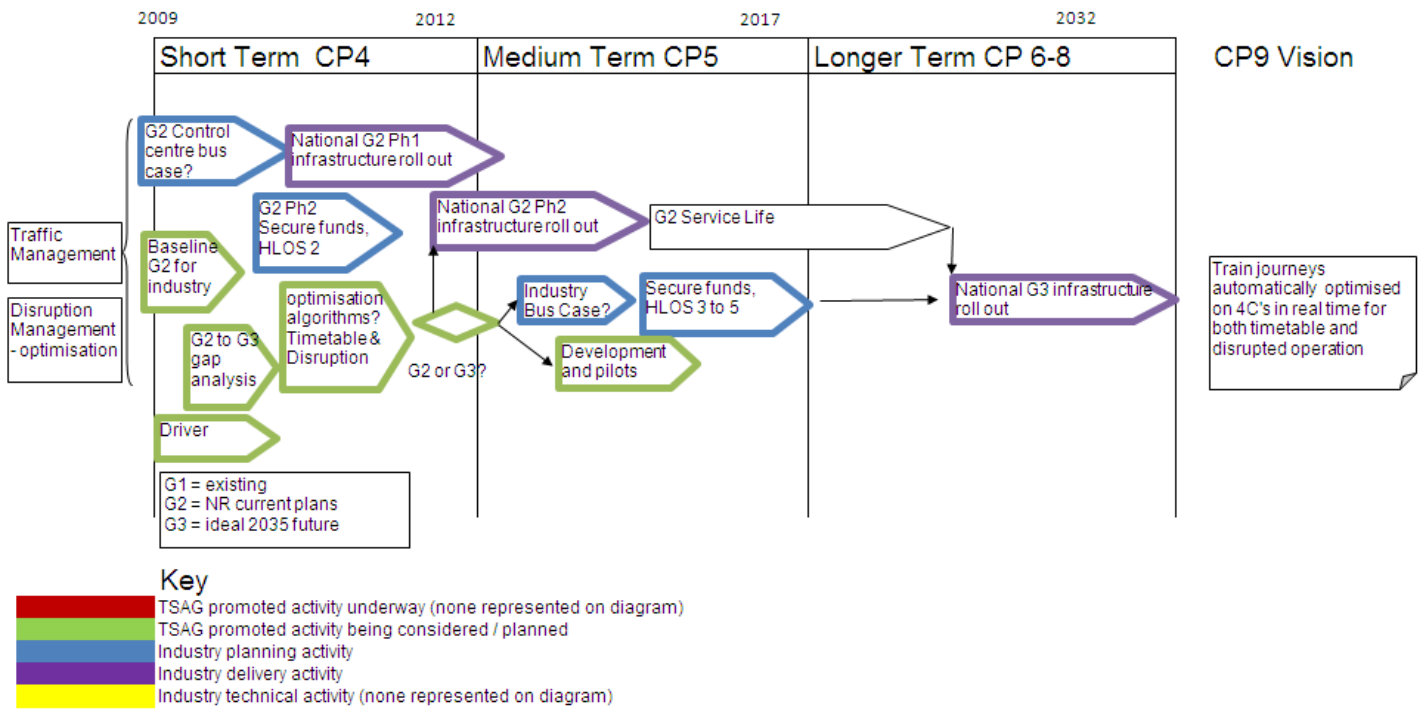 2009
2012
2017
2032
Short Term CP4
Medium Term CP5
Longer Term CP 6-8
CP9 Vision
G2 Control
centre bus
case?
National G2 Ph1
infrastructure roll out
G2 Ph2
Secure funds,
HLOS 2
National G2 Ph2
infrastructure roll out
G2 Service Life
Traffic
Management
Baseline
G2 for
industry
Disruption
Management
- optimisation
optimisation
algorithms?
Timetable &
Disruption
G2 to G3
gap
analysis
G2 or G3?
Industry
Bus Case?
Secure funds,
HLOS 3 to 5
Development
and pilots
National G3 infrastructure
roll out
Train journeys
automatically optimised
on 4C's in real time for
both timetable and
disrupted operation
Driver
G1 = existing
G2 = NR current plans
G3 = ideal 2035 future
Key
TSAG promoted activity underway (none represented on diagram)
TSAG promoted activity being considered / planned
Industry planning activity
Industry delivery activity
Industry technical activity (none represented on diagram)